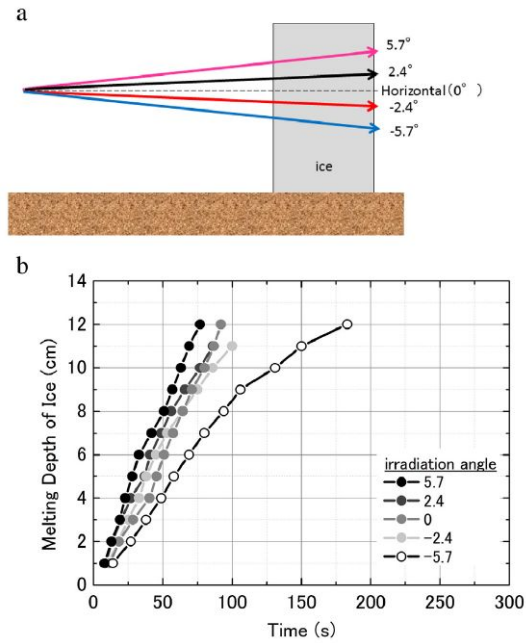 a
5.7°
2.4°
Horizontal(0° )
-2.4°
-5.7°
ice
b
14
12
10
8
6
4
2
0
Melting Depth of Ice (cm)
irradiation angle
5.7
2.4
0
−2.4
−5.7
0 50 100 150 200 250 300
Time (s)